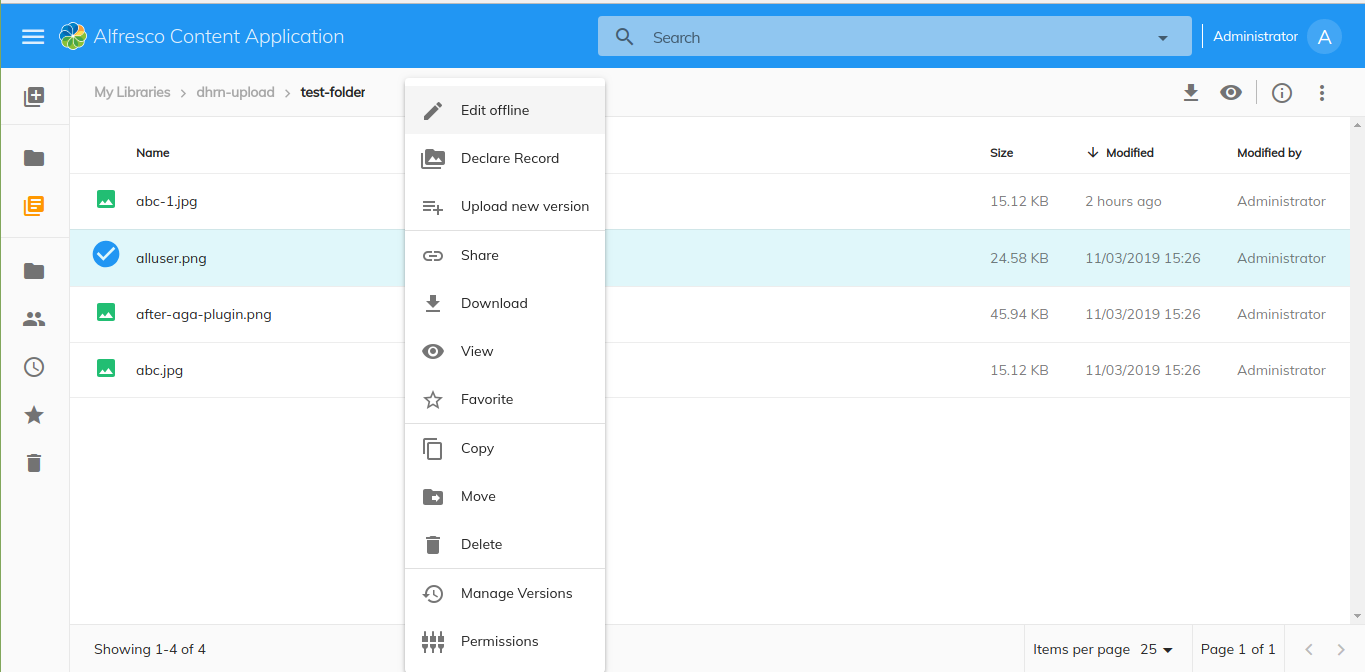 Alfresco Content Application
Search
Administrator
A
My Libraries > dhrn-upload > test-folder
Name
Size
Modified
Modified by
abc-1.jpg
15.12 KB
2 hours ago
Administrator
alluser.png
24.58 KB
11/03/2019 15:26
Administrator
after-aga-plugin.png
45.94 KB
11/03/2019 15:26
Administrator
abc.jpg
15.12 KB
11/03/2019 15:26
Administrator
Edit offline
Declare Record
Upload new version
Share
Download
View
Favorite
Copy
Move
Delete
Manage Versions
Permissions
Showing 1-4 of 4
Items per page 25
Page 1 of 1